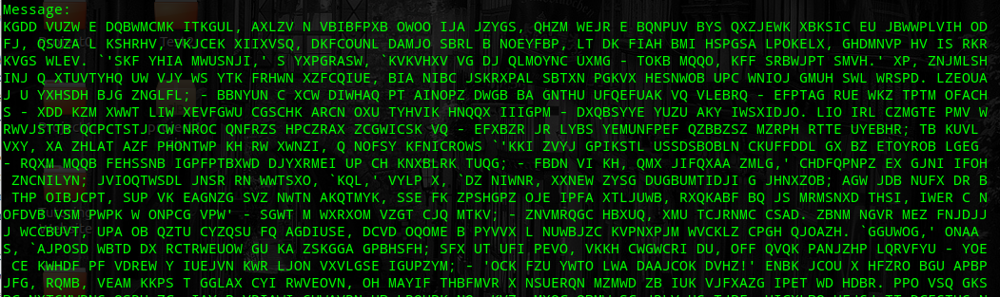 Message:
KGDD VUZW E DQBWMCMK ITKGUL, AXLZV N VBIBFPXB OWOO IJA JZYGS, QHZM WEJR E BQNPUV BYS QXZJEWK XBKSIC EU JBWWPLVIH OD
FJ, QSUZA L KSHRHV, VKJCEK XIIXVSQ, DKFCOUNL DAMJO SBRL B NOEYFBP, LT DK FIAH BMI HSPGSA LPOKELX, GHDMNVP HV IS RKR
KVGS WLEV. `'SKF YHIA MWUSNJI,' S YXPGRASW, `KVKVHXV VG DJ QLMOYNC UXMG - TOKB MQQO, KFF SRBWJPT SMVH.' XP, ZNJMLSH
INJ Q XTUVTYHQ UW VJY WS YTK FRHWN XZFCQIUE, BIA NIBC JSKRXPAL SBTXN PGKVX HESNWOB UPC WNIOJ GMUH SWL WRSPD. LZEOUA
J U YXHSDH BJG ZNGLFL; - BBNYUN C XCW DIWHAQ PT AINOPZ DWGB BA GNTHU UFQEFUAK VQ VLEBRQ - EFPTAG RUE WKZ TPTM OFACH
S - XDD KZM XWWT LIW XEVFGWU CGSCHK ARCN OXU TYHVIK HNQQX IIIGPM - DXQBSYYE YUZU AKY IWSXIDJO. LIO IRL CZMGTE PMV W
RWVJSTTB QCPCTSTJ CW NROC QNFRZS HPCZRAX ZCGWICSK VQ - EFXBZR JR LYBS YEMUNFPEF QZBBZSZ MZRPH RTTE UYEBHR; TB KUVL
VXY, XA ZHLAT AZF PHONTWP KH RW XWNZI, Q NOFSY KFNICROWS `'KKI ZVYJ GPIKSTL USSDSBOBLN CKUFFDDL GX BZ ETOYROB LGEG
- RQXM MQQB FEHSSNB IGPFPTBXWD DJYXRMEI UP CH KNXBLRK TUQG; - FBDN VI KH, QMX JIFQXAA ZMLG,' CHDFQPNPZ EX GJNI IFOH
ZNCNILYN; JVIOQTWSDL JNSR RN WWTSXO, `KQL,' VYLP X, `DZ NIWNR, XXNEW ZYSG DUGBUMTIDJI G JHNXZOB; AGW JDB NUFX DR B
THP OIBJCPT, SUP VK EAGNZG SVZ NWTN AKQTMYK, SSE FK ZPSHGPZ OJE IPFA XTLJUWB, RXQKABF BQ JS MRMSNXD THSI, IWER C N
OFDVB VSM PWPK W ONPCG VPW' - SGWT M WXRXOM VZGT CJQ MTKV; - ZNVMRQGC HBXUQ, XMU TCJRNMC CSAD. ZBNM NGVR MEZ FNJDJJ
J WCCBUVT. UPA OB QZTU CYZQSU FQ AGDIUSE, DCVD OQOME B PYVVX L NUWBJZC KVPNXPJM WVCKLZ CPGH QJOAZH. `GGUWOG,' ONAA
S, `AJPOSD WBTD DX RCTRWEUOW GU KA ZSKGGA GPBHSFH; SFX UT UFI PEVO, VKKH CWGWCRI DU, OFF QVQK PANJZHP LQRVFYU - YOE
CE KWHDE PF VDREW Y IUEJVN KWR LJON VXVLGSE IGUPZYM; - 'OCK FZU YWTO LWA DAAJCOK DVHZ!' ENBK JCOU X HFZRO BGU APBP
JFG, RQMB, VEAM KKPS T GGLAX CYI RWVEOVN, OH MAYIF THBFMVR X NSUERQN MZMWD ZB IUK VJFXAZG IPET WD HDBR. PPO VSQ GKS